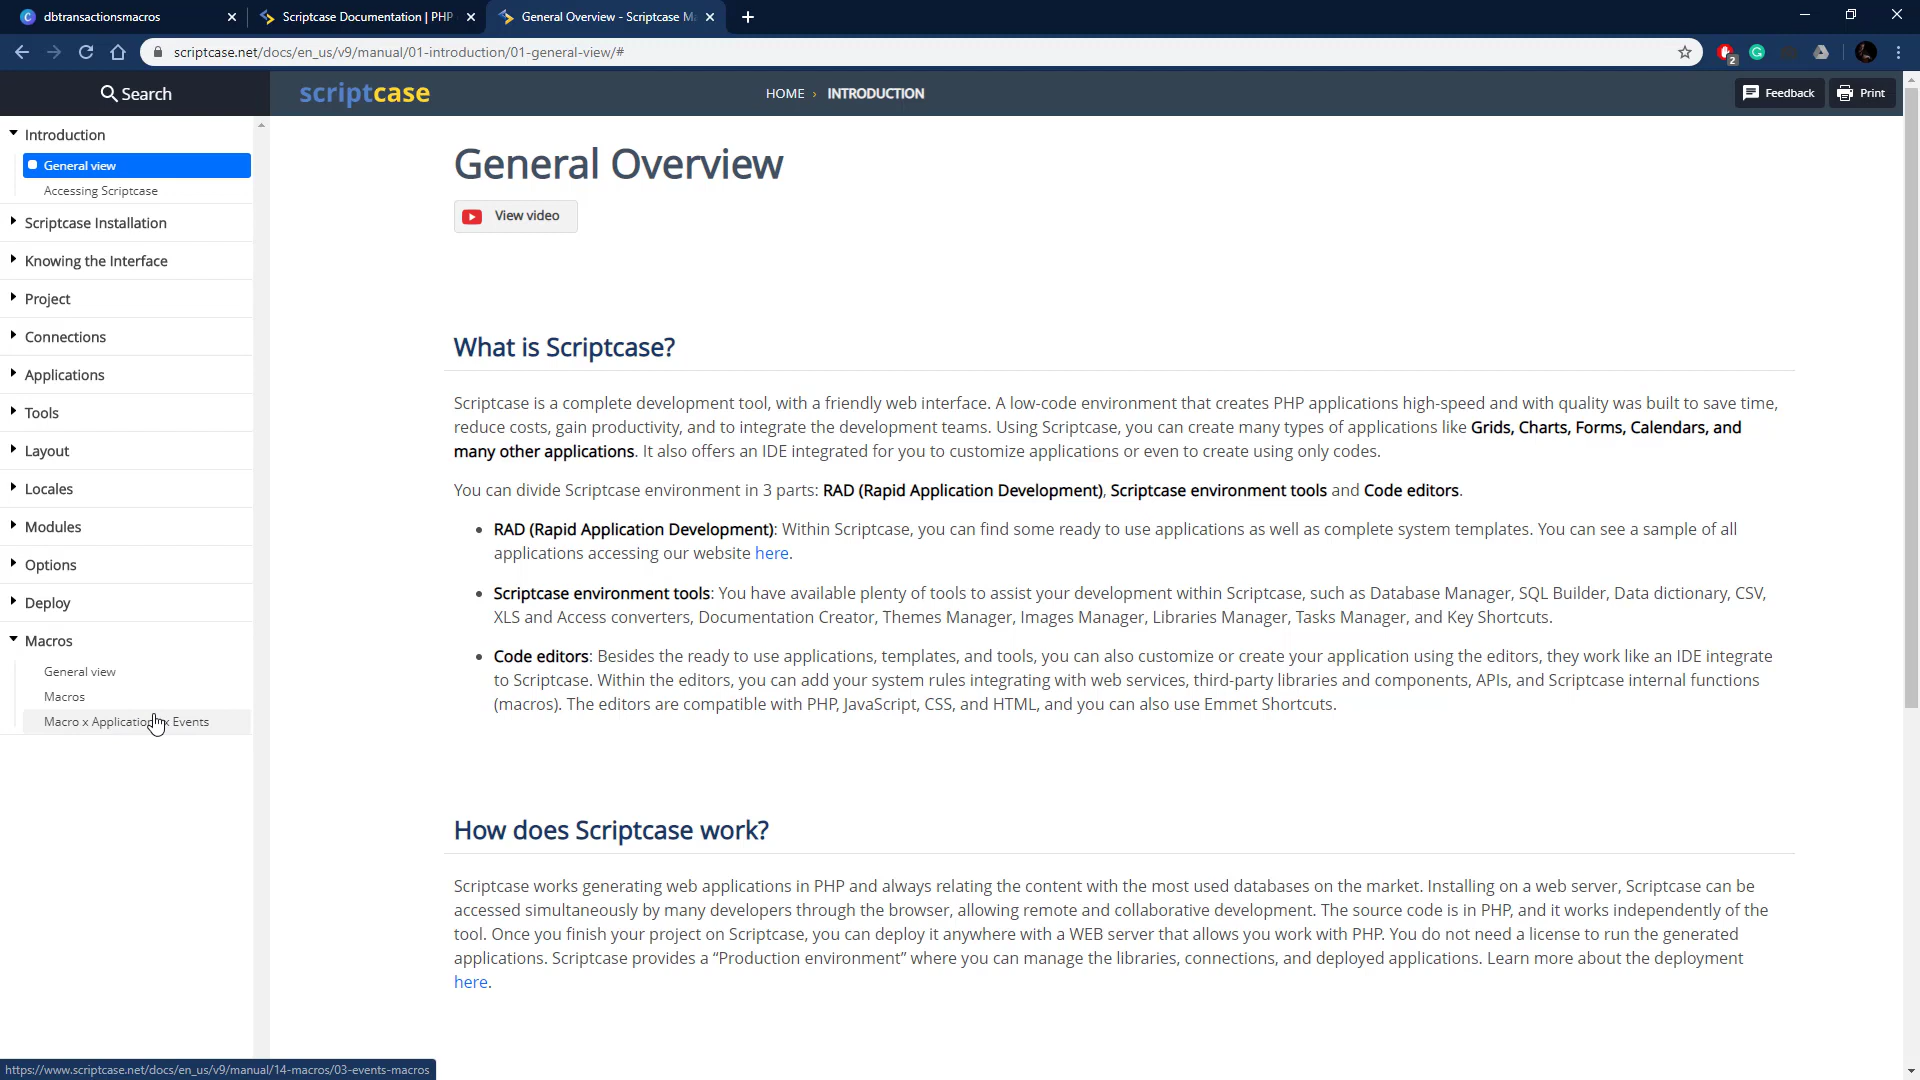 dbtransactionsmacros
Scriptcase Documentation | PHP
General Overview - Scriptcase M
scriptcase.net/docs/en_us/v9/manual/01-introduction/01-general-view/#
2
Search
scriptcase
HOME › INTRODUCTION
Feedback
Print
Introduction
General view
Accessing Scriptcase
Scriptcase Installation
Knowing the Interface
Project
Connections
Applications
Tools
Layout
Locales
Modules
Options
Deploy
Macros
General view
Macros
Macro x Application x Events
General Overview
View video
What is Scriptcase?
Scriptcase is a complete development tool, with a friendly web interface. A low-code environment that creates PHP applications high-speed and with quality was built to save time,
reduce costs, gain productivity, and to integrate the development teams. Using Scriptcase, you can create many types of applications like Grids, Charts, Forms, Calendars, and
many other applications. It also offers an IDE integrated for you to customize applications or even to create using only codes.
You can divide Scriptcase environment in 3 parts: RAD (Rapid Application Development), Scriptcase environment tools and Code editors.
• RAD (Rapid Application Development): Within Scriptcase, you can find some ready to use applications as well as complete system templates. You can see a sample of all
applications accessing our website here.
• Scriptcase environment tools: You have available plenty of tools to assist your development within Scriptcase, such as Database Manager, SQL Builder, Data dictionary, CSV,
XLS and Access converters, Documentation Creator, Themes Manager, Images Manager, Libraries Manager, Tasks Manager, and Key Shortcuts.
• Code editors: Besides the ready to use applications, templates, and tools, you can also customize or create your application using the editors, they work like an IDE integrate
to Scriptcase. Within the editors, you can add your system rules integrating with web services, third-party libraries and components, APIs, and Scriptcase internal functions
(macros). The editors are compatible with PHP, JavaScript, CSS, and HTML, and you can also use Emmet Shortcuts.
How does Scriptcase work?
Scriptcase works generating web applications in PHP and always relating the content with the most used databases on the market. Installing on a web server, Scriptcase can be
accessed simultaneously by many developers through the browser, allowing remote and collaborative development. The source code is in PHP, and it works independently of the
tool. Once you finish your project on Scriptcase, you can deploy it anywhere with a WEB server that allows you work with PHP. You do not need a license to run the generated
applications. Scriptcase provides a “Production environment” where you can manage the libraries, connections, and deployed applications. Learn more about the deployment
here.
https://www.scriptcase.net/docs/en_us/v9/manual/14-macros/03-events-macros